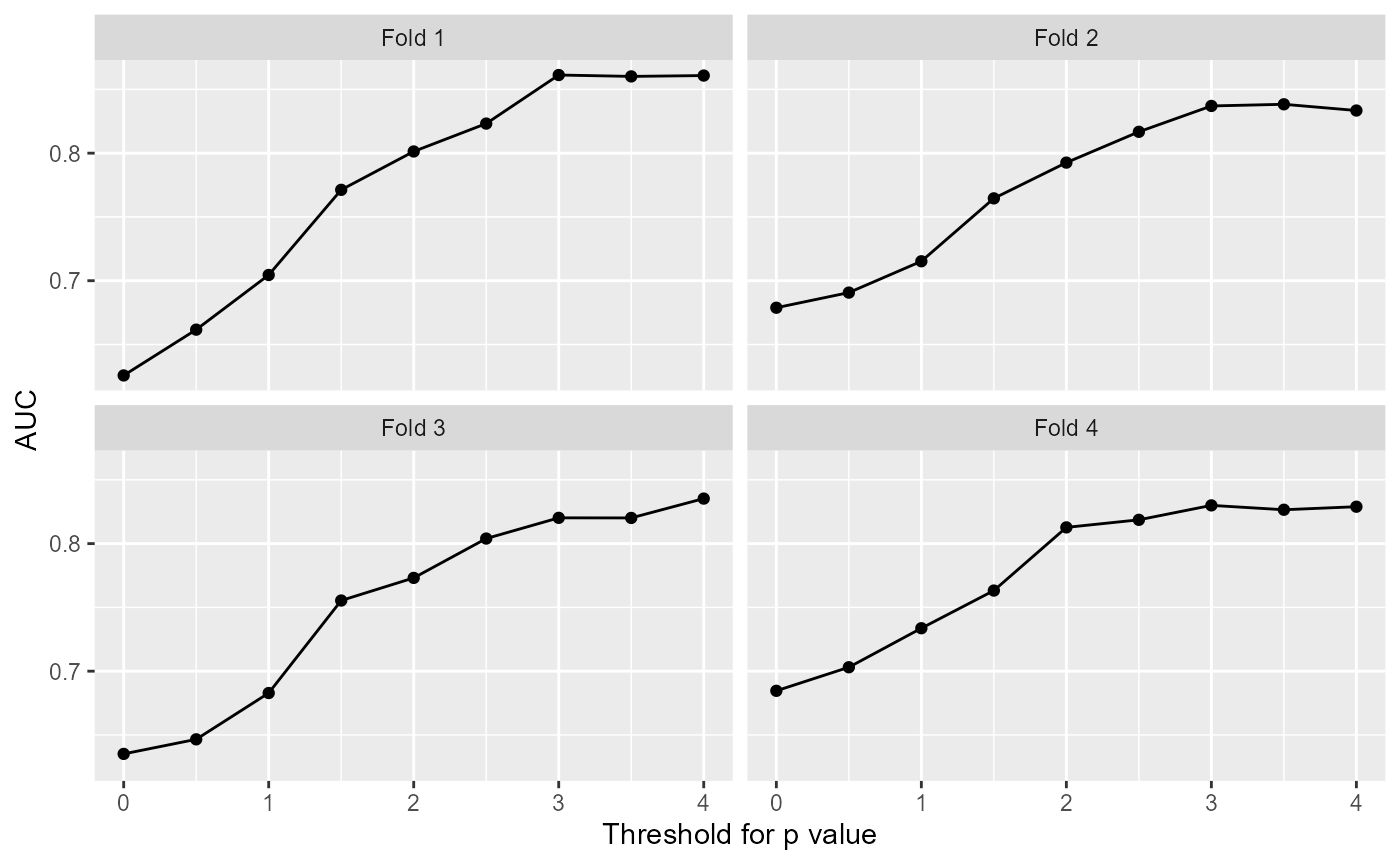 Fold 1
Fold 2
0.8
0.7
AUC
Fold 3
Fold 4
0.8
0.7
0 1 2 3 4 0 1 2 3 4
Threshold for p value